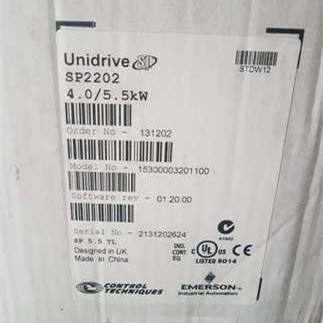 Unidrive SP
SP2202
4.0/5.5kW
STDW12
Order No - 131202
Model No - 15300003201100
Software rev - 01.20.00
Serial No - 2131202624
SP 5.5 TL
Designed in UK
Made in China
IND.
CONT.
EQ.
C UL US
LISTED 8D14
CONTROL
TECHNIQUES
EMERSON
Industrial Automation